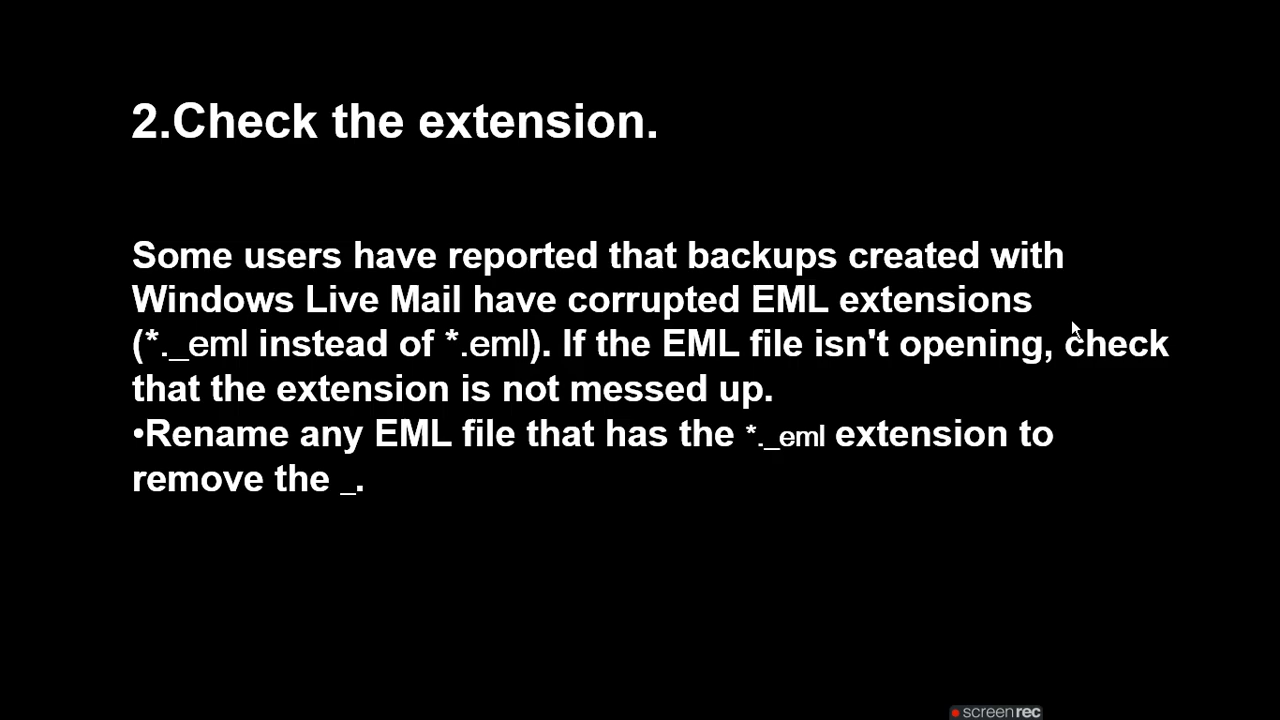 2.Check the extension.
Some users have reported that backups created with
Windows Live Mail have corrupted EML extensions
(*._eml instead of *.eml). If the EML file isn't opening, check
that the extension is not messed up.
•Rename any EML file that has the *._eml extension to
remove the _.
screenrec